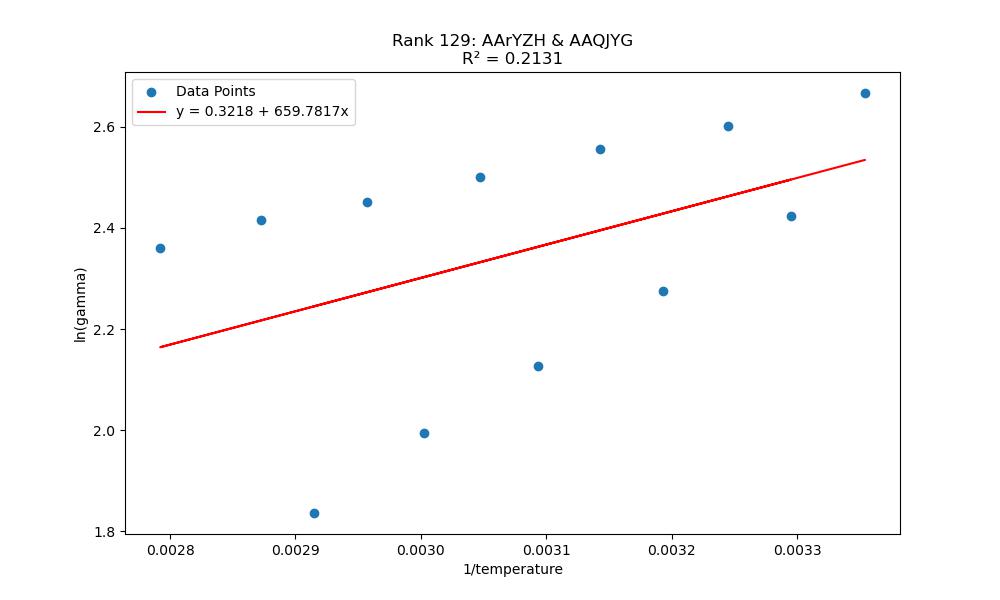 Rank 129: AArYZH & AAQJYG
R² = 0.2131
Data Points
y = 0.3218 + 659.7817x
2.6
2.4
2.2
2.0
1.8
ln(gamma)
0.0028 0.0029 0.0030 0.0031 0.0032 0.0033
1/temperature